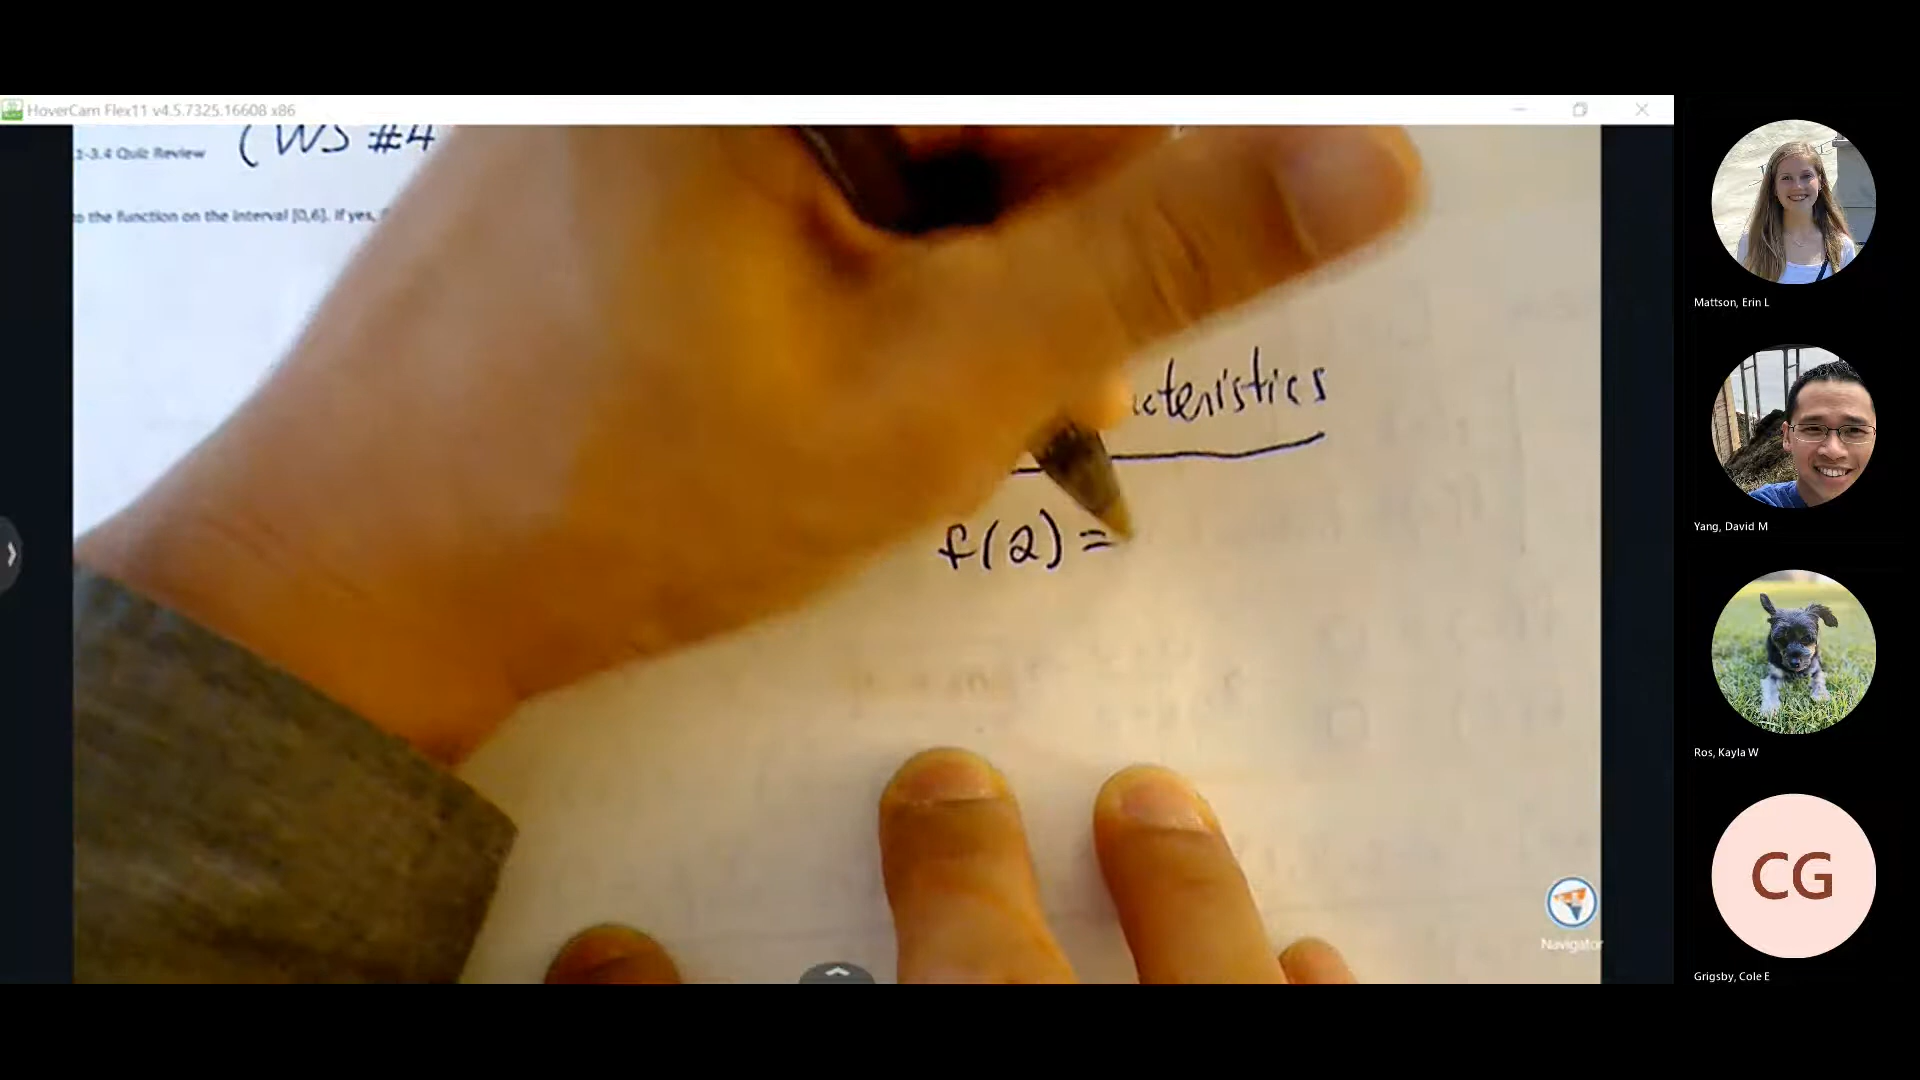 HoverCam Flex11 v4.5.7325.16608 x86
-3.4 Quiz Review (WS #4
to the function on the interval [0,6]. If yes,
cteristics
f(2) =
Navigator
Mattson, Erin L
Yang, David M
Ros, Kayla W
CG
Grigsby, Cole E